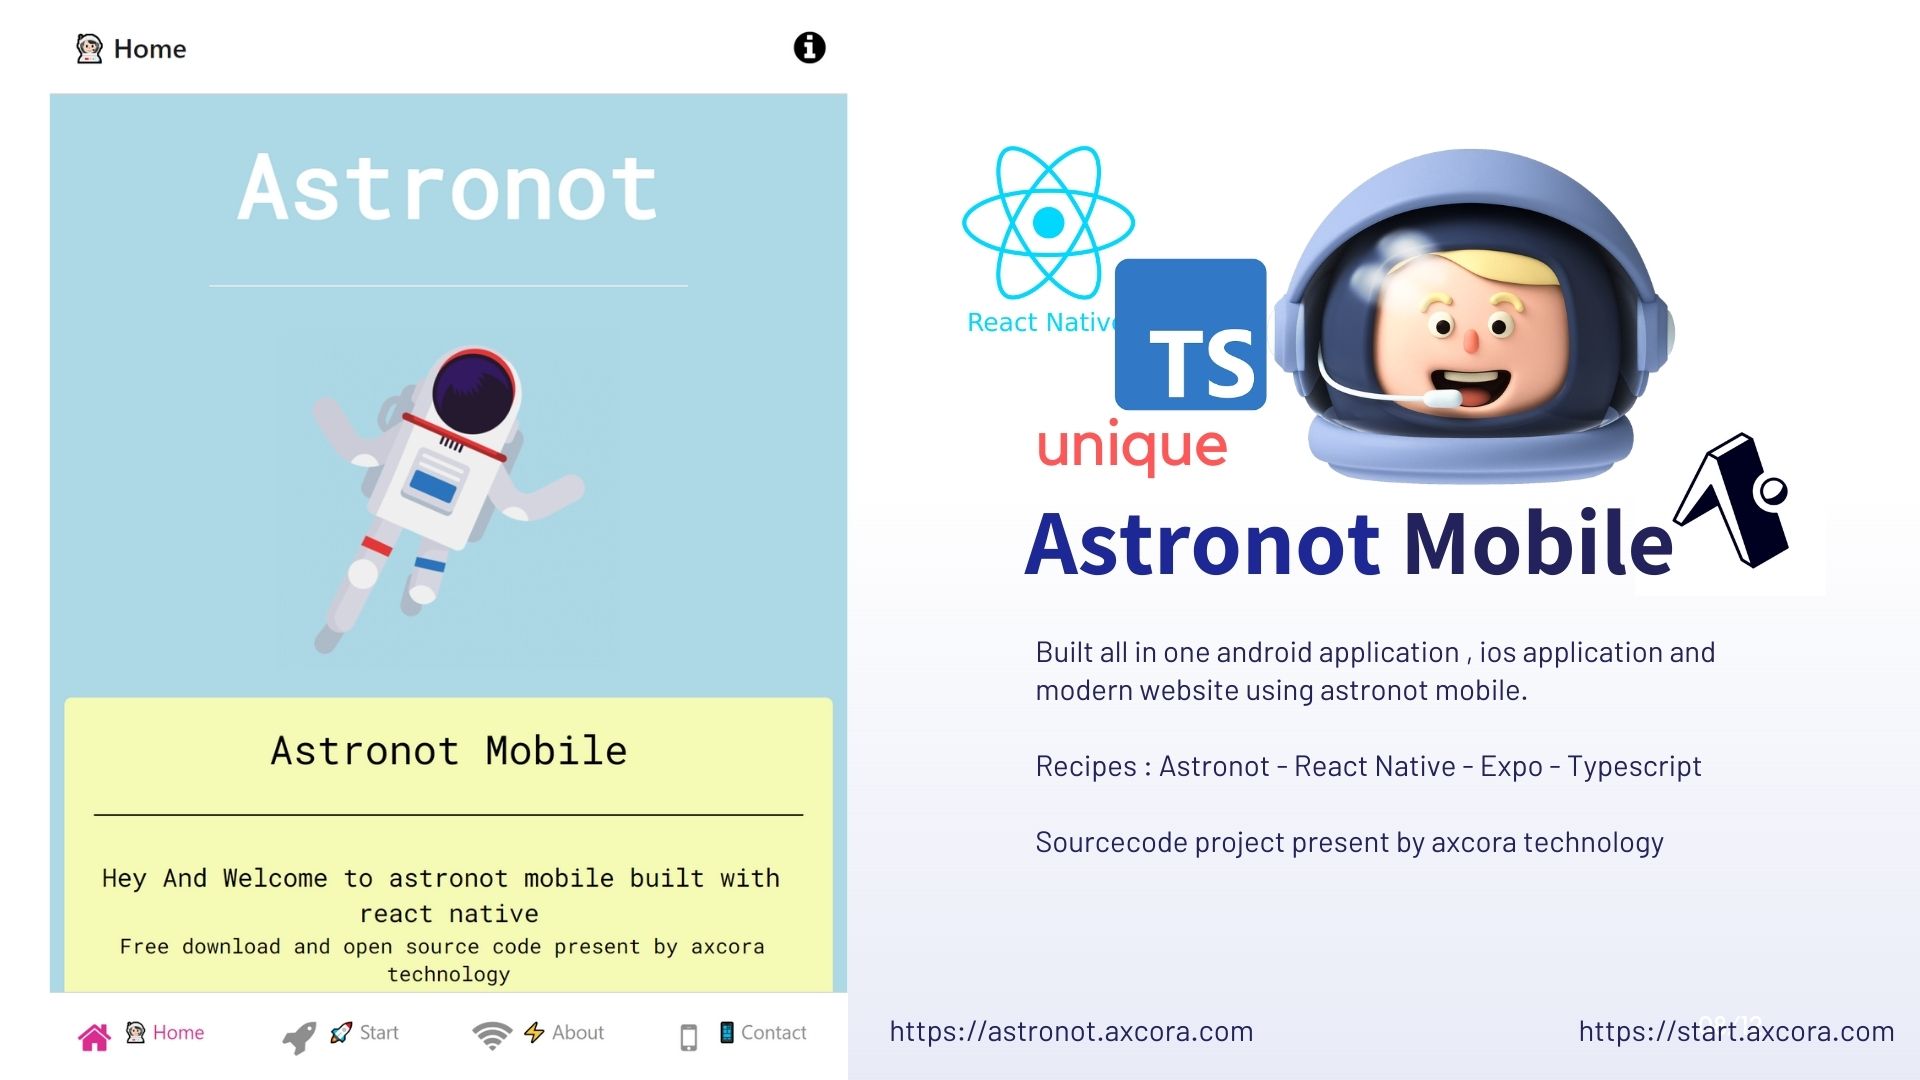 Home
Astronot
Astronot Mobile
Hey And Welcome to astronot mobile built with
react native
Free download and open source code present by axcora
technology
Home
Start
About
Contact
React Native
TS
unique
Astronot Mobile
Built all in one android application , ios application and
modern website using astronot mobile.
Recipes : Astronot - React Native - Expo - Typescript
Sourcecode project present by axcora technology
https://astronot.axcora.com
https://start.axcora.com